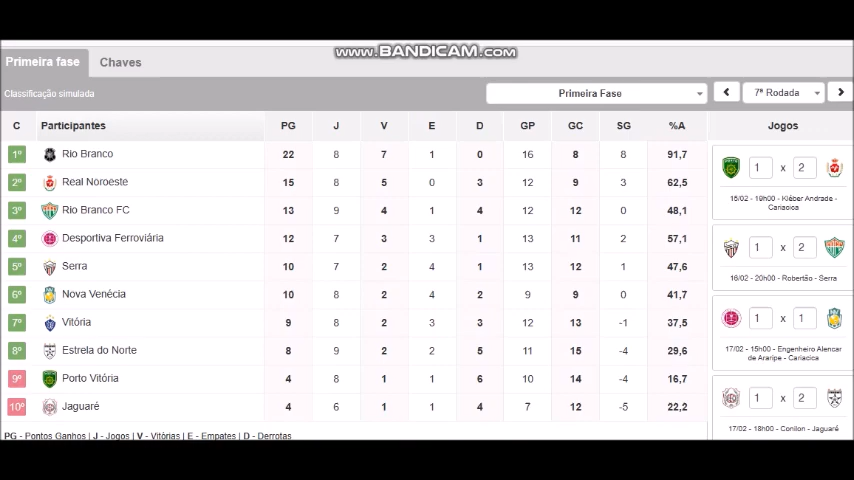 www.BANDICAM.com
Primeira fase Chaves
Classificação simulada Primeira Fase 7ª Rodada
C Participantes PG J V E D GP GC SG %A Jogos
1º Rio Branco 22 8 7 1 0 16 8 8 91,7
2º Real Noroeste 15 8 5 0 3 12 9 3 62,5
3º Rio Branco FC 13 9 4 1 4 12 12 0 48,1
4º Desportiva Ferroviária 12 7 3 3 1 13 11 2 57,1
5º Serra 10 7 2 4 1 13 12 1 47,6
6º Nova Venécia 10 8 2 4 2 9 9 0 41,7
7º Vitória 9 8 2 3 3 12 13 -1 37,5
8º Estrela do Norte 8 9 2 2 5 11 15 -4 29,6
9º Porto Vitória 4 8 1 1 6 10 14 -4 16,7
10º Jaguaré 4 6 1 1 4 7 12 -5 22,2
PG - Pontos Ganhos | J - Jogos | V - Vitórias | E - Empates | D - Derrotas
1 x 2
15/02 - 19h00 - Kléber Andrade -
Cariacica
1 x 2
16/02 - 20h00 - Robertão - Serra
1 x 1
17/02 - 15h00 - Engenheiro Alencar
de Araripe - Cariacica
1 x 2
17/02 - 18h00 - Conilon - Jaguaré